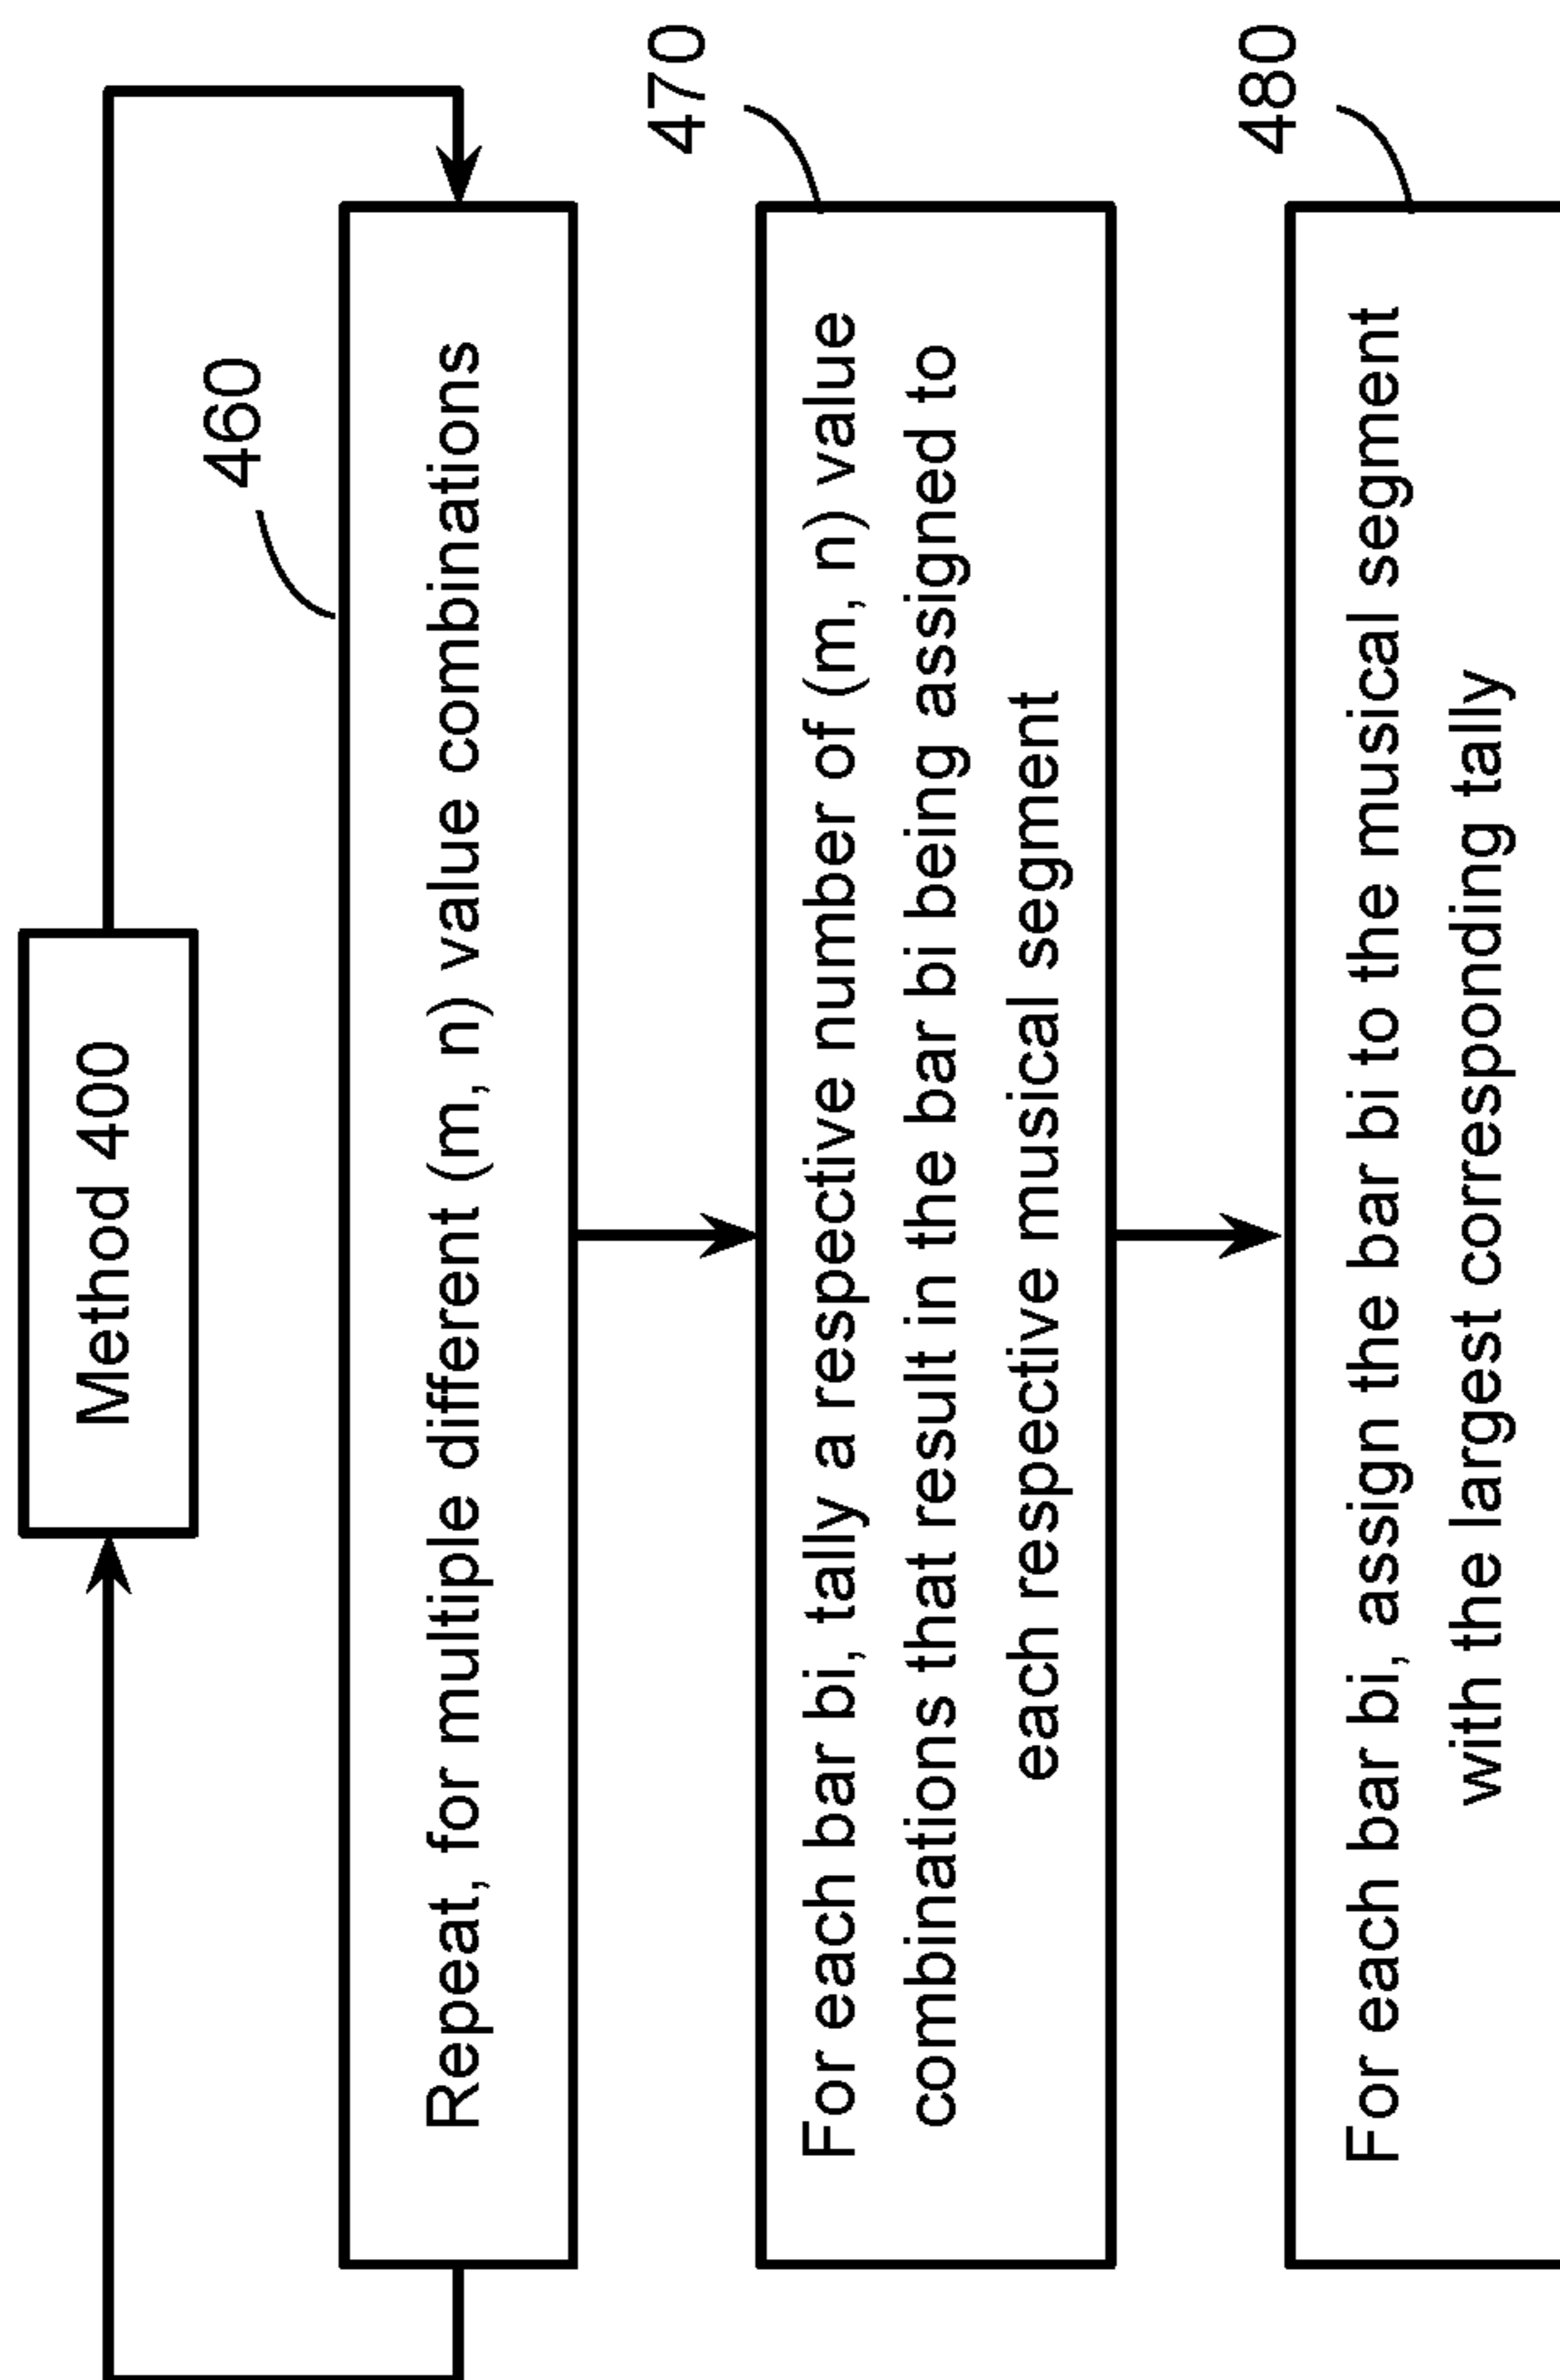 Method 400
460
Repeat, for multiple different (m, n) value combinations
470
For each bar bi, tally a respective number of (m, n) value
combinations that result in the bar bi being assigned to
each respective musical segment
480
For each bar bi, assign the bar bi to the musical segment
with the largest corresponding tally